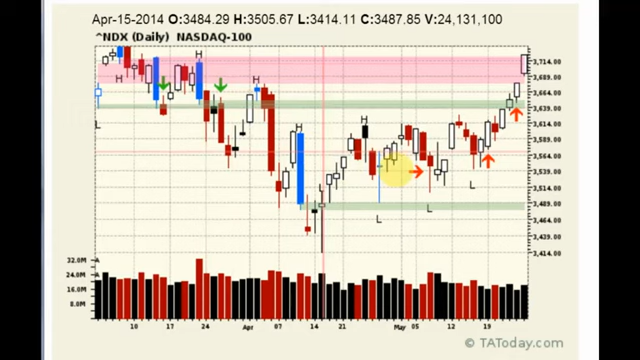 Apr-15-2014 O:3484.29 H:3505.67 L:3414.11 C:3487.85 V:24,131,100
^NDX (Daily) NASDAQ-100
3,714.00
3,689.00
3,664.00
3,639.00
3,614.00
3,589.00
3,564.00
3,539.00
3,514.00
3,489.00
3,464.00
3,439.00
3,414.00
H
H
H
H
H
L
L
L
L
L
32.0M
24.0M
16.0M
8.0M
10 17 24 Apr 07 14 21 May 05 12 19
© TAToday.com